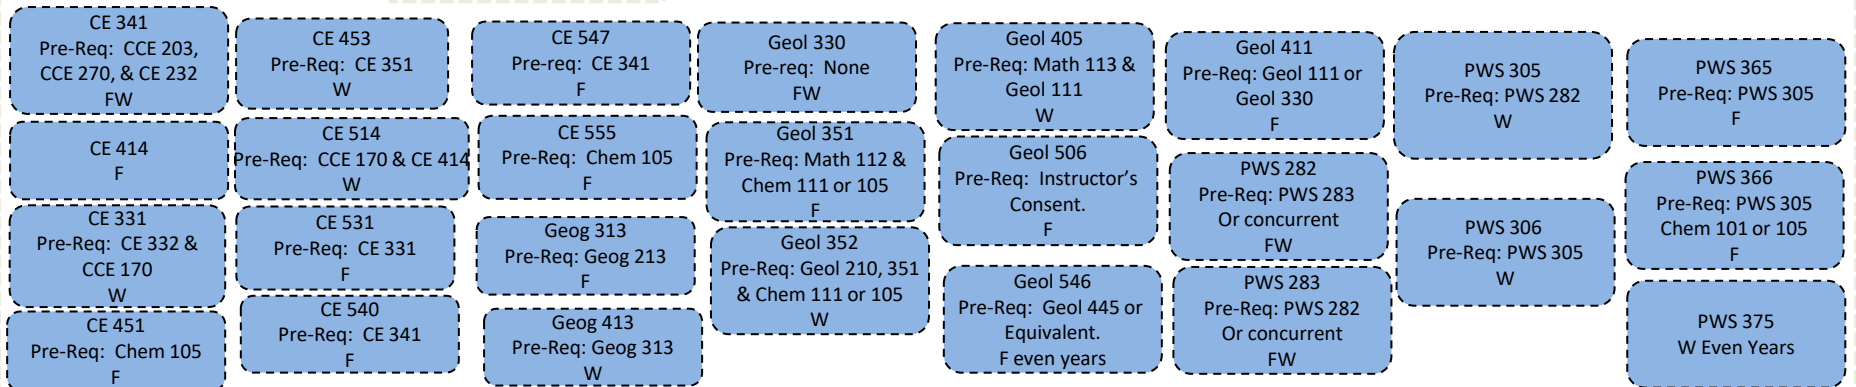 CE 341
Pre-Req:  CCE 203,
CCE 270, & CE 232
FW
CE 414
F
CE 331
Pre-Req: CE 332 &
CCE 170
W
CE 451
Pre-Req:  Chem 105
F
CE 453
Pre-Req:  CE 351
W
CE 514
Pre-Req:  CCE 170 & CE 414
W
CE 531
Pre-Req:  CE 331
F
CE 540
Pre-Req:  CE 341
F
CE 547
Pre-req:  CE 341
F
CE 555
Pre-Req:  Chem 105
F
Geog 313
Pre-Req: Geog 213
F
Geog 413
Pre-Req: Geog 313
W
Geol 330
Pre-req:  None
FW
Geol 351
Pre-Req: Math 112 &
Chem 111 or 105
F
Geol 352
Pre-Req: Geol 210, 351
& Chem 111 or 105
W
Geol 405
Pre-Req: Math 113 &
Geol 111
W
Geol 506
Pre-Req:  Instructor’s
Consent.
F
Geol 546
Pre-Req:  Geol 445 or
Equivalent.
F even years
Geol 411
Pre-Req: Geol 111 or
Geol 330
F
PWS 282
Pre-Req: PWS 283
Or concurrent
FW
PWS 283
Pre-Req: PWS 282
Or concurrent
FW
PWS 305
Pre-Req: PWS 282
W
PWS 306
Pre-Req: PWS 305
W
PWS 365
Pre-Req: PWS 305
F
PWS 366
Pre-Req: PWS 305
Chem 101 or 105
F
PWS 375
W Even Years